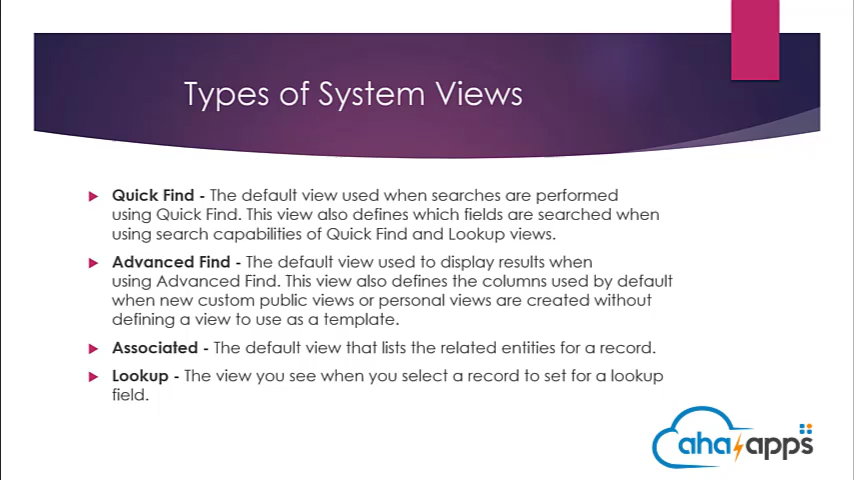 Types of System Views
Quick Find - The default view used when searches are performed
using Quick Find. This view also defines which fields are searched when
using search capabilities of Quick Find and Lookup views.
Advanced Find - The default view used to display results when
using Advanced Find. This view also defines the columns used by default
when new custom public views or personal views are created without
defining a view to use as a template.
Associated - The default view that lists the related entities for a record.
Lookup - The view you see when you select a record to set for a lookup
field.
aha apps